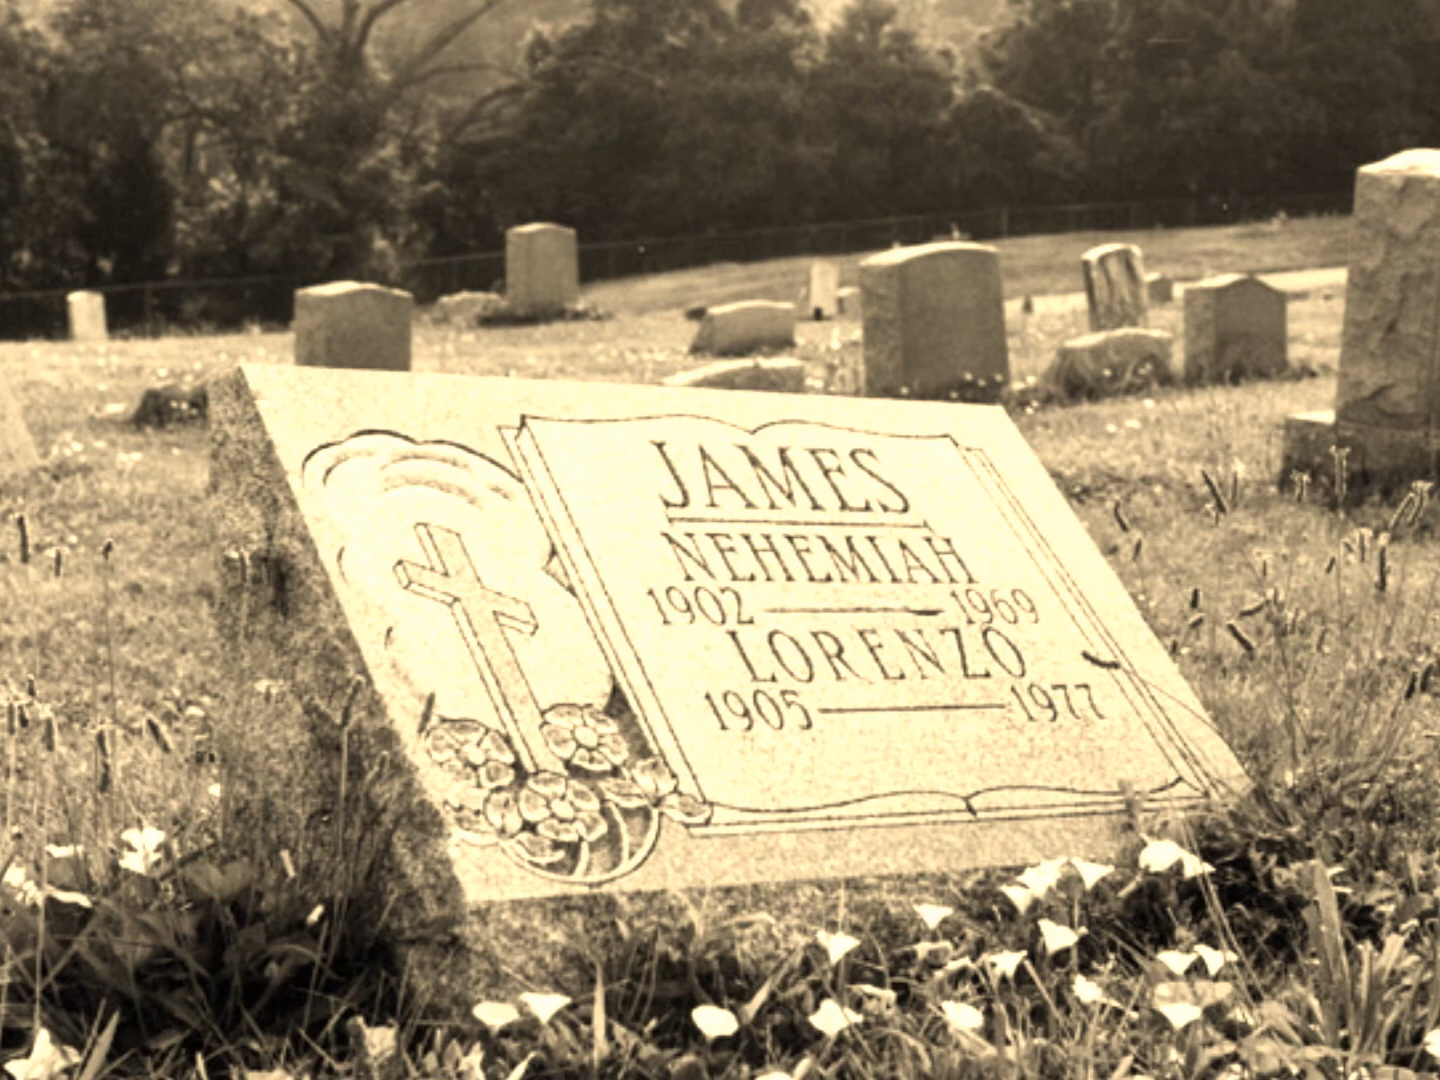 JAMES
NEHEMIAH
1902 — 1969
LORENZO
1905 — 1977